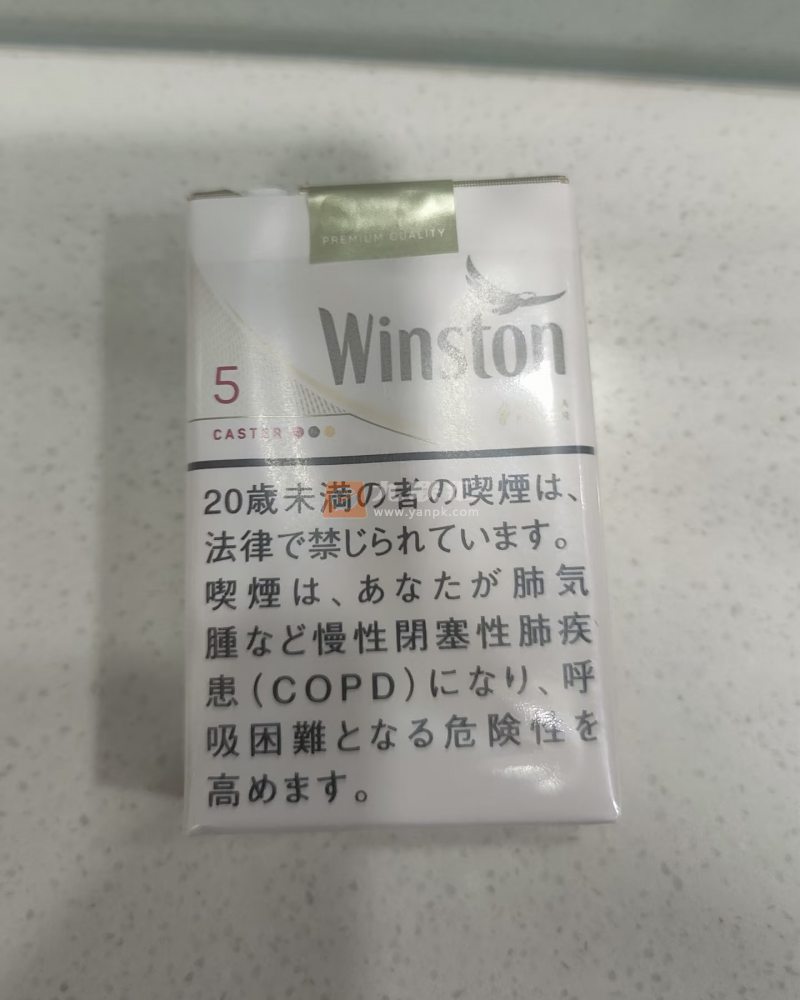 PREMIUM QUALITY
Winston
5
CASTER
20歳未満の者の喫煙は、
法律で禁じられています。
喫煙は、あなたが肺気
腫など慢性閉塞性肺疾
患(COPD)になり、呼
吸困難となる危険性を
高めます。
www.yanpk.com